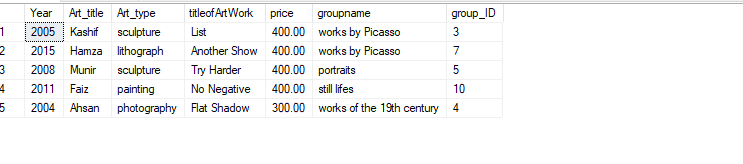 Year Art_title Art_type titleofArtWork price groupname group_ID
1 2005 Kashif sculpture List 400.00 works by Picasso 3
2 2015 Hamza lithograph Another Show 400.00 works by Picasso 7
3 2008 Munir sculpture Try Harder 400.00 portraits 5
4 2011 Faiz painting No Negative 400.00 still lifes 10
5 2004 Ahsan photography Flat Shadow 300.00 works of the 19th century 4